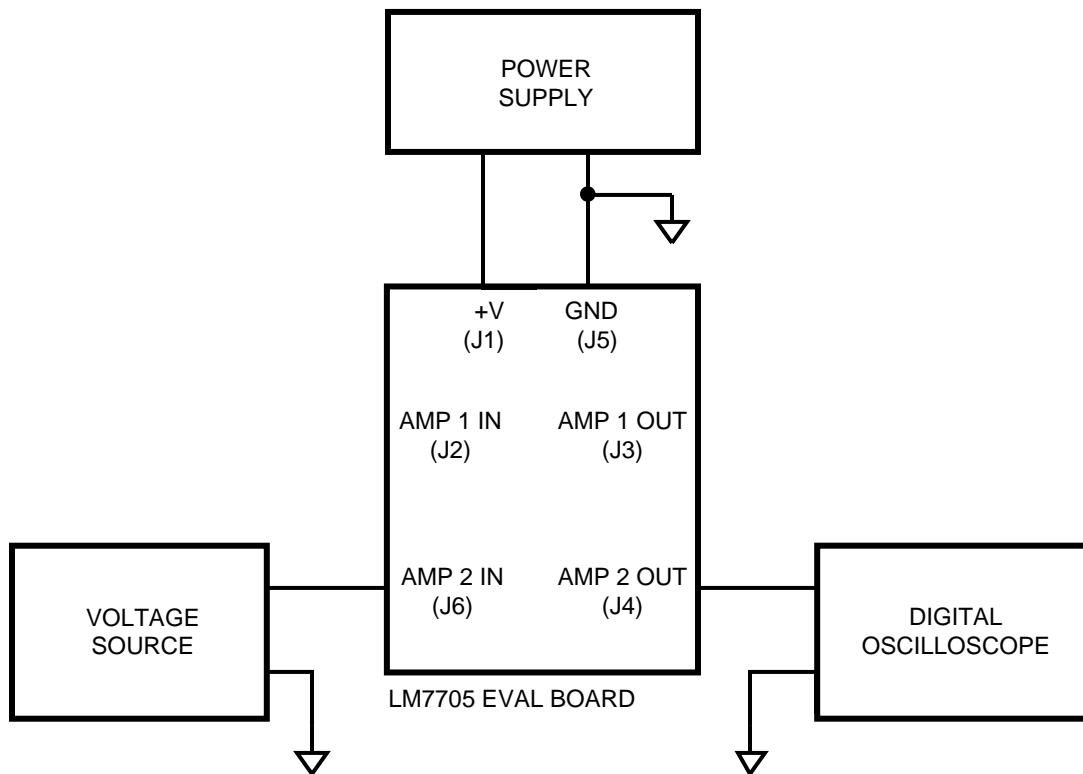 POWER
SUPPLY
+V
(J1)
GND
(J5)
AMP 1 IN
(J2)
AMP 1 OUT
(J3)
AMP 2 IN
(J6)
AMP 2 OUT
(J4)
VOLTAGE
SOURCE
DIGITAL
OSCILLOSCOPE
LM7705 EVAL BOARD